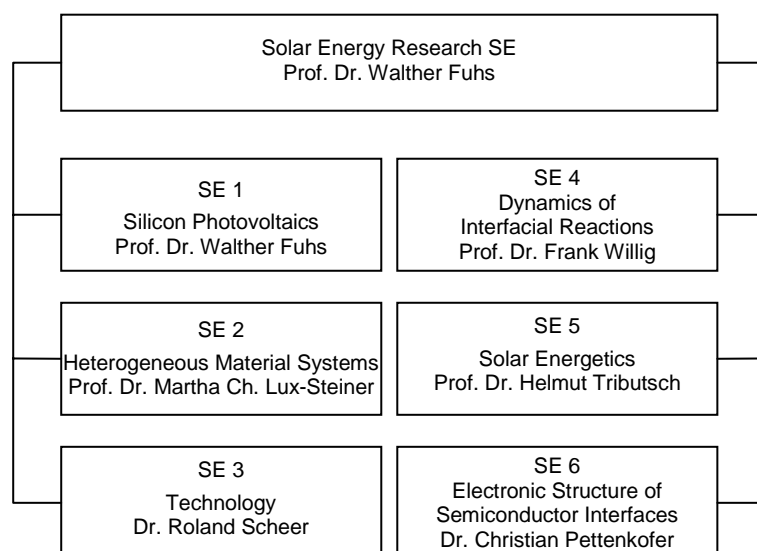 Solar Energy Research SE
Prof. Dr. Walther Fuhs
SE 1
Silicon Photovoltaics
Prof. Dr. Walther Fuhs
SE 4
Dynamics of
Interfacial Reactions
Prof. Dr. Frank Willig
SE 2
Heterogeneous Material Systems
Prof. Dr. Martha Ch. Lux-Steiner
SE 5
Solar Energetics
Prof. Dr. Helmut Tributsch
SE 3
Technology
Dr. Roland Scheer
SE 6
Electronic Structure of
Semiconductor Interfaces
Dr. Christian Pettenkofer